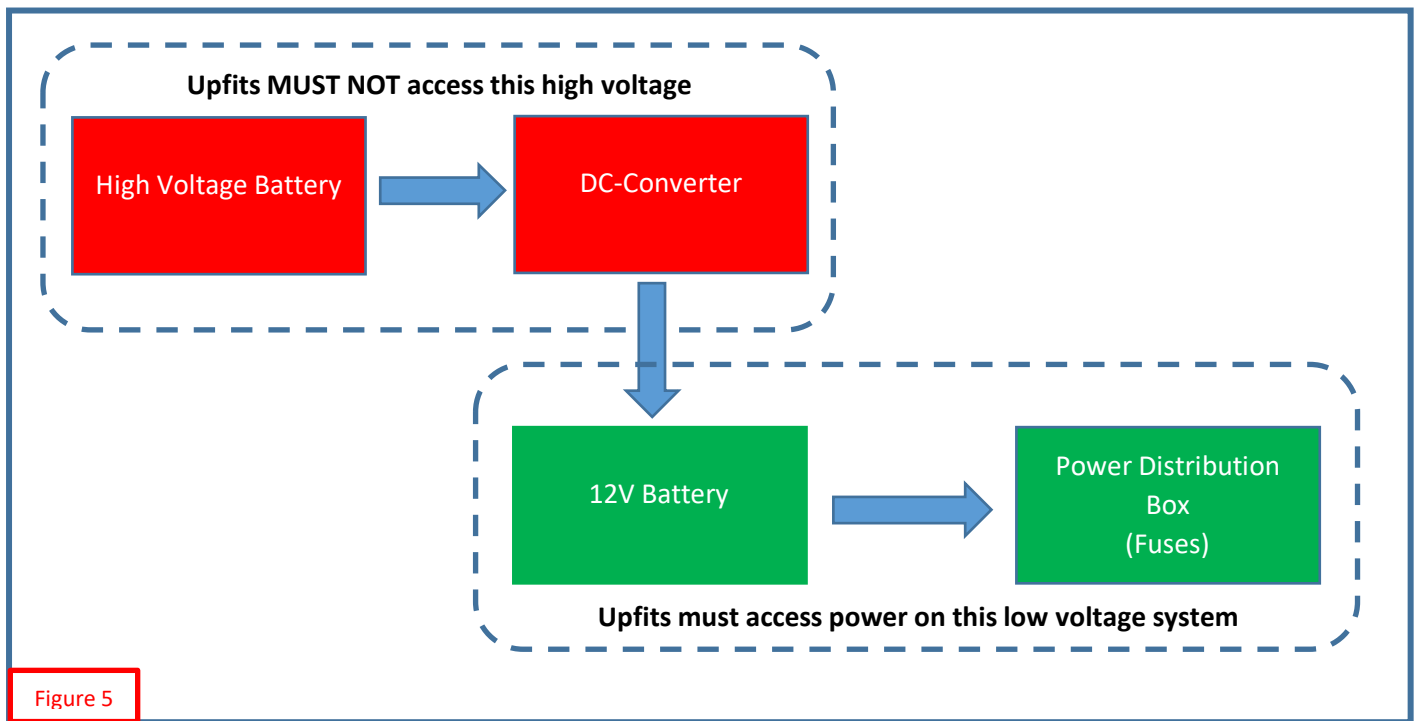 Upfits MUST NOT access this high voltage
High Voltage Battery
DC-Converter
12V Battery
Power Distribution
Box
(Fuses)
Upfits must access power on this low voltage system
Figure 5